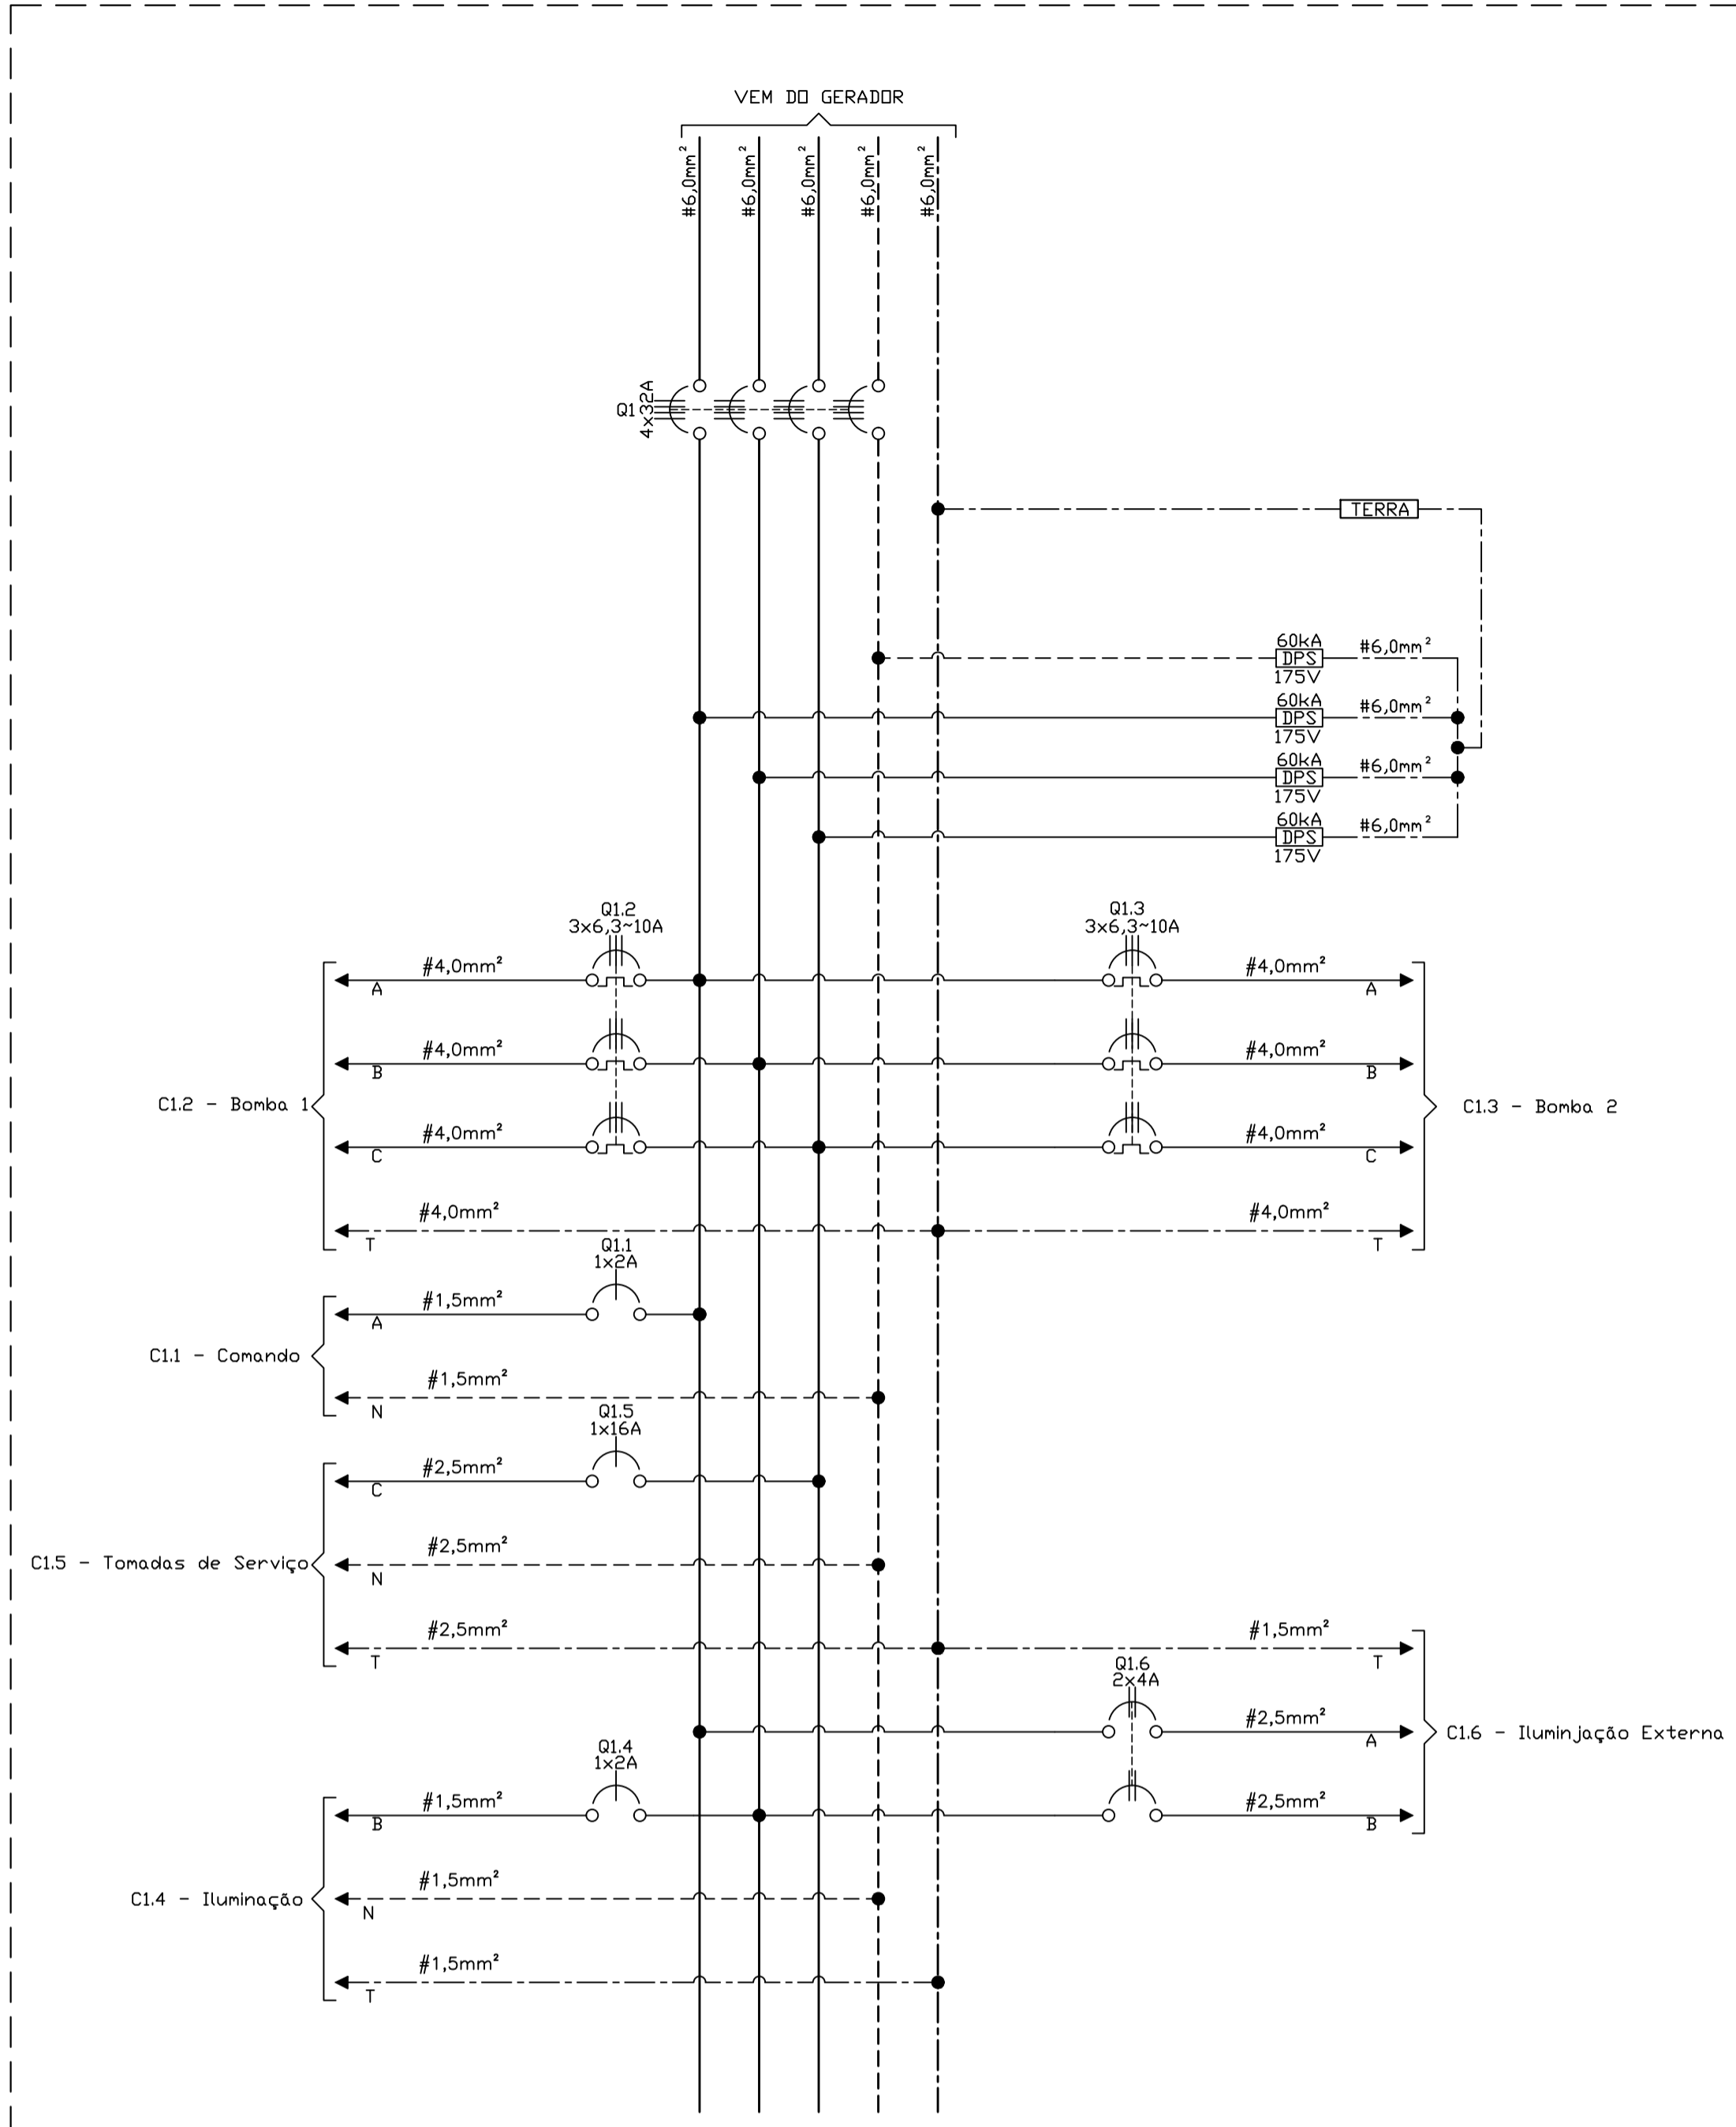 VEM DO GERADOR
#6,0mm²
#6,0mm²
#6,0mm²
#6,0mm²
#6,0mm²
Q1
4x32A
TERRA
60kA
DPS
175V
#6,0mm²
60kA
DPS
175V
#6,0mm²
60kA
DPS
175V
#6,0mm²
60kA
DPS
175V
#6,0mm²
Q1.2
3x6,3~10A
#4,0mm²
A
#4,0mm²
B
C1.2 - Bomba 1
#4,0mm²
C
#4,0mm²
T
Q1.3
3x6,3~10A
#4,0mm²
A
#4,0mm²
B
C1.3 - Bomba 2
#4,0mm²
C
#4,0mm²
T
Q1.1
1x2A
#1,5mm²
A
C1.1 - Comando
#1,5mm²
N
Q1.5
1x16A
#2,5mm²
C
#2,5mm²
C1.5 - Tomadas de Serviço
N
#2,5mm²
T
#1,5mm²
T
Q1.6
2x4A
#2,5mm²
A
C1.6 - Iluminjação Externa
#2,5mm²
B
Q1.4
1x2A
#1,5mm²
B
#1,5mm²
C1.4 - Iluminação
N
#1,5mm²
T